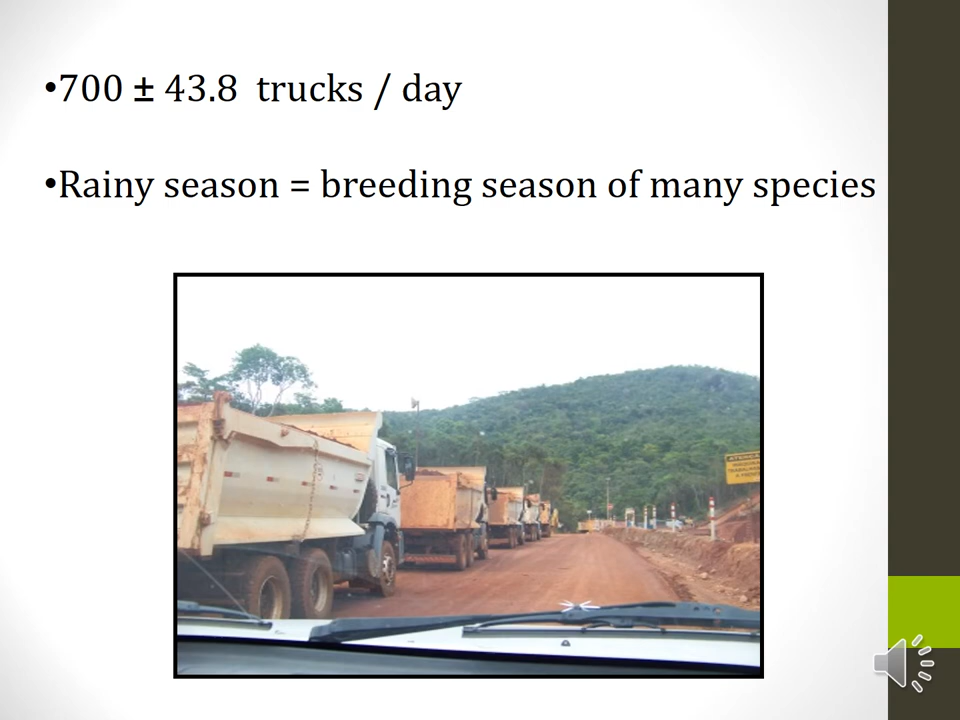 •700 ± 43.8 trucks / day
•Rainy season = breeding season of many species